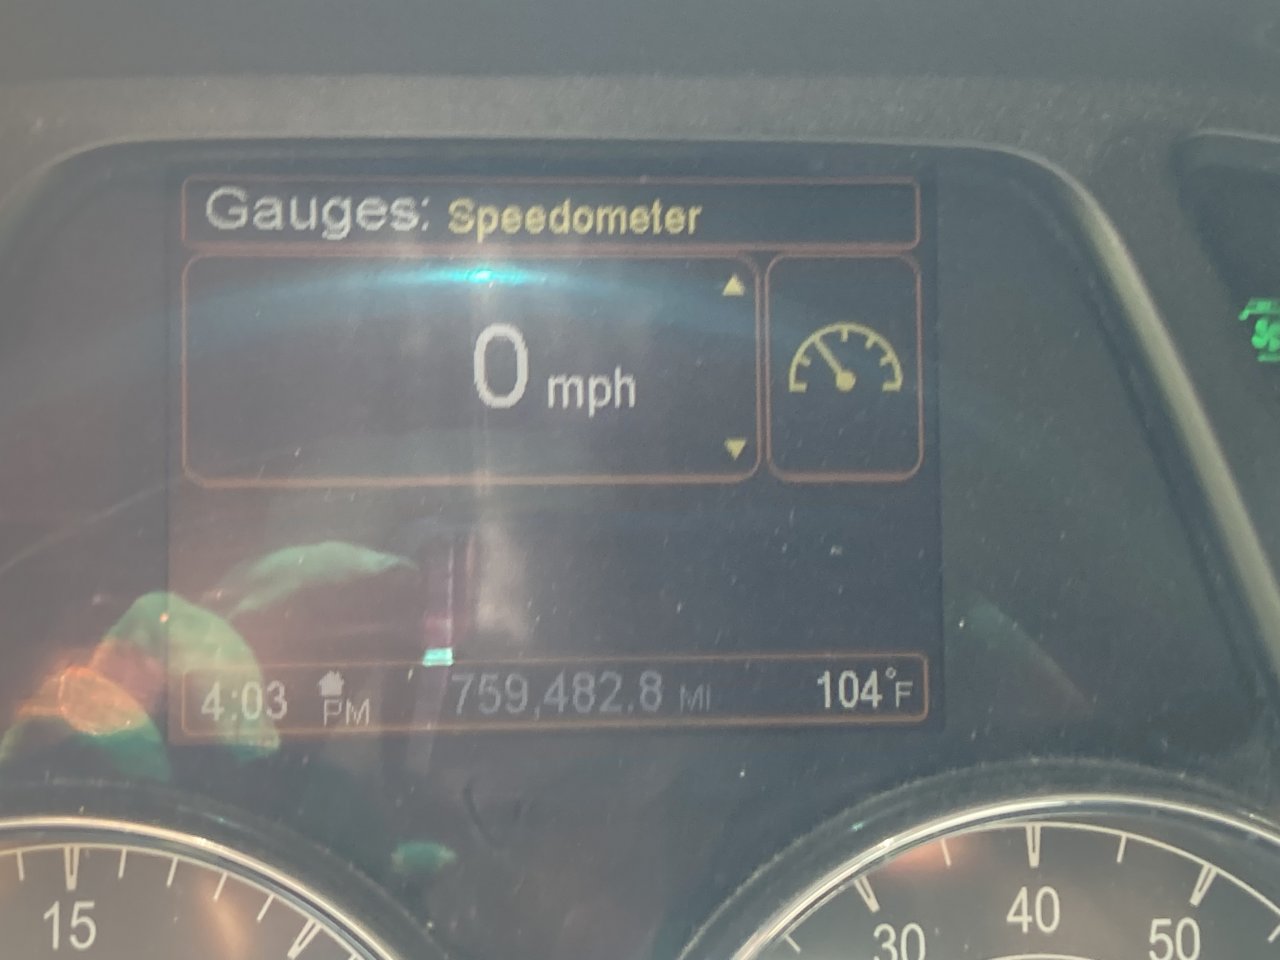 Gauges: Speedometer
0 mph
4:03 PM 759,482.8 MI 104°F
15
30 40 50